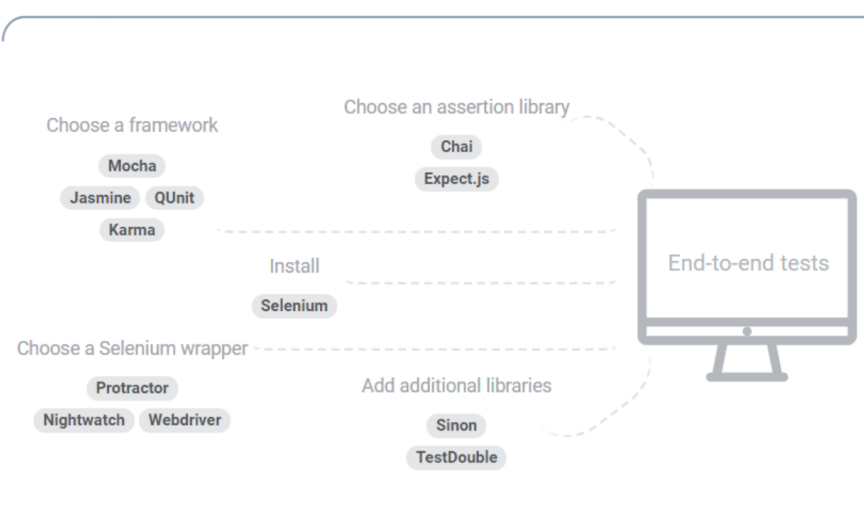 Choose a framework
Mocha
Jasmine QUnit
Karma
Choose an assertion library
Chai
Expect.js
Install
Selenium
Choose a Selenium wrapper
Protractor
Nightwatch Webdriver
Add additional libraries
Sinon
TestDouble
End-to-end tests